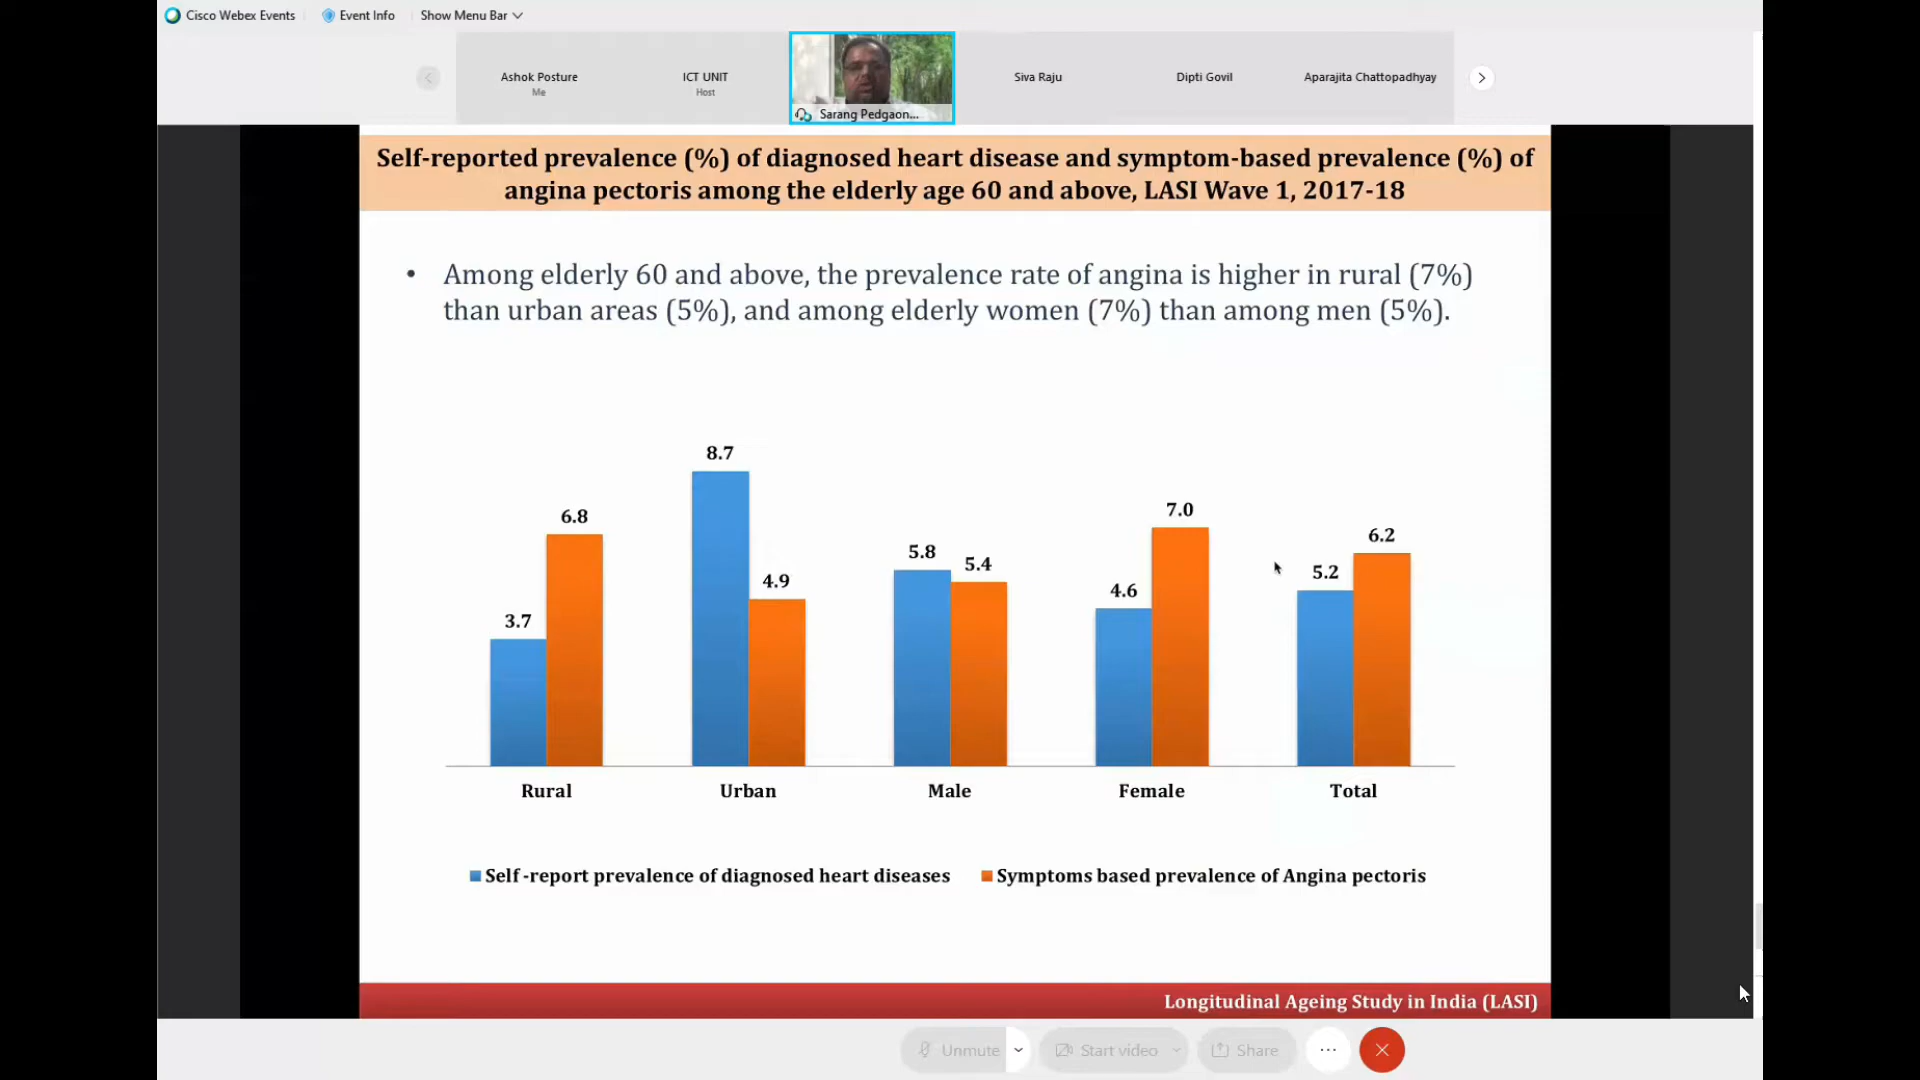 Cisco Webex Events Event Info Show Menu Bar
Ashok Posture
Me
ICT UNIT
Host
Sarang Pedgaon...
Siva Raju
Dipti Govil
Aparajita Chattopadhyay
Self-reported prevalence (%) of diagnosed heart disease and symptom-based prevalence (%) of
angina pectoris among the elderly age 60 and above, LASI Wave 1, 2017-18
• Among elderly 60 and above, the prevalence rate of angina is higher in rural (7%)
than urban areas (5%), and among elderly women (7%) than among men (5%).
3.7 6.8 8.7 4.9 5.8 5.4 4.6 7.0 5.2 6.2
Rural Urban Male Female Total
Self -report prevalence of diagnosed heart diseases Symptoms based prevalence of Angina pectoris
Longitudinal Ageing Study in India (LASI)
Unmute Start video Share